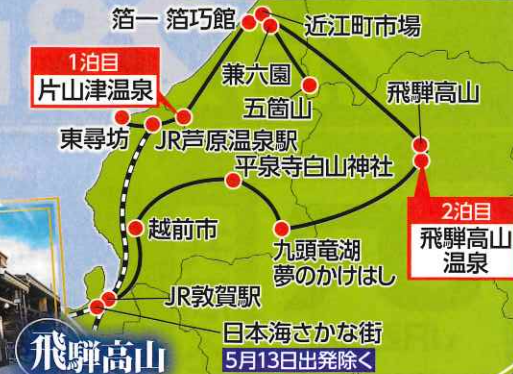 箔一 箔巧館
近江町市場
1泊目
片山津温泉
兼六園
五箇山
飛騨高山
東尋坊
JR芦原温泉駅
平泉寺白山神社
2泊目
飛騨高山
温泉
越前市
九頭竜湖
夢のかけはし
JR敦賀駅
日本海さかな街
5月13日出発除く
飛騨高山